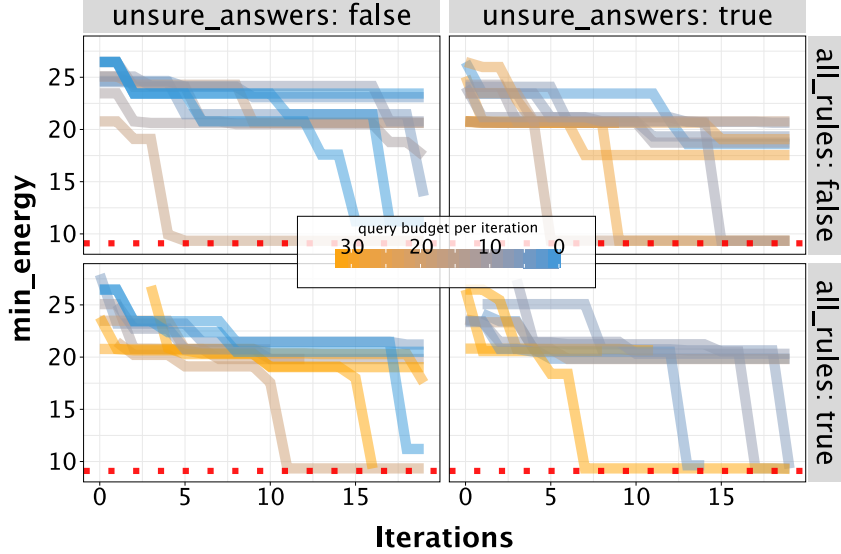 unsure_answers: false
unsure_answers: true
25
20
15
10
all_rules: false
query budget per iteration
30 20 10 0
min_energy
25
20
15
10
all_rules: true
0 5 10 15
0 5 10 15
Iterations